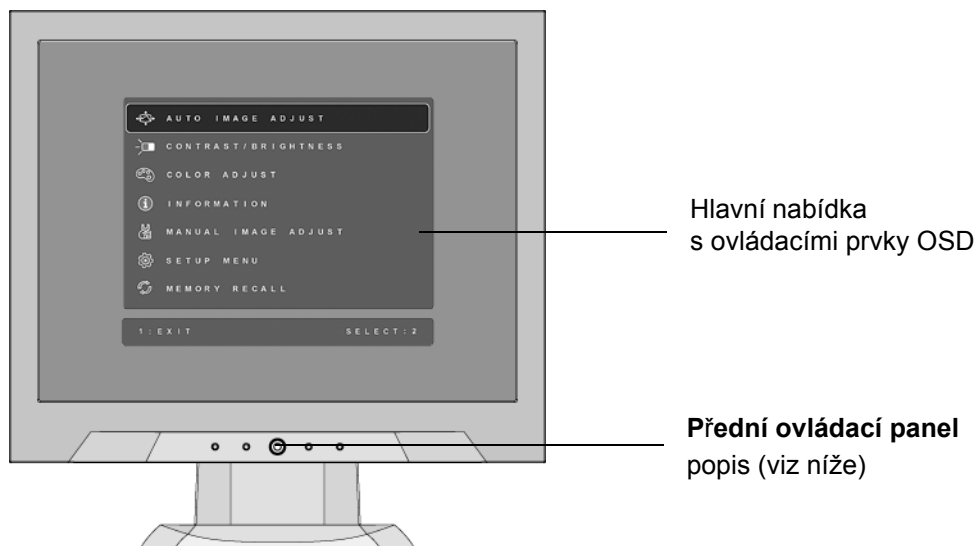 AUTO IMAGE ADJUST
CONTRAST/BRIGHTNESS
COLOR ADJUST
INFORMATION
MANUAL IMAGE ADJUST
SETUP MENU
MEMORY RECALL
1:EXIT SELECT:2
Hlavní nabídka
s ovládacími prvky OSD
Přední ovládací panel
popis (viz níže)